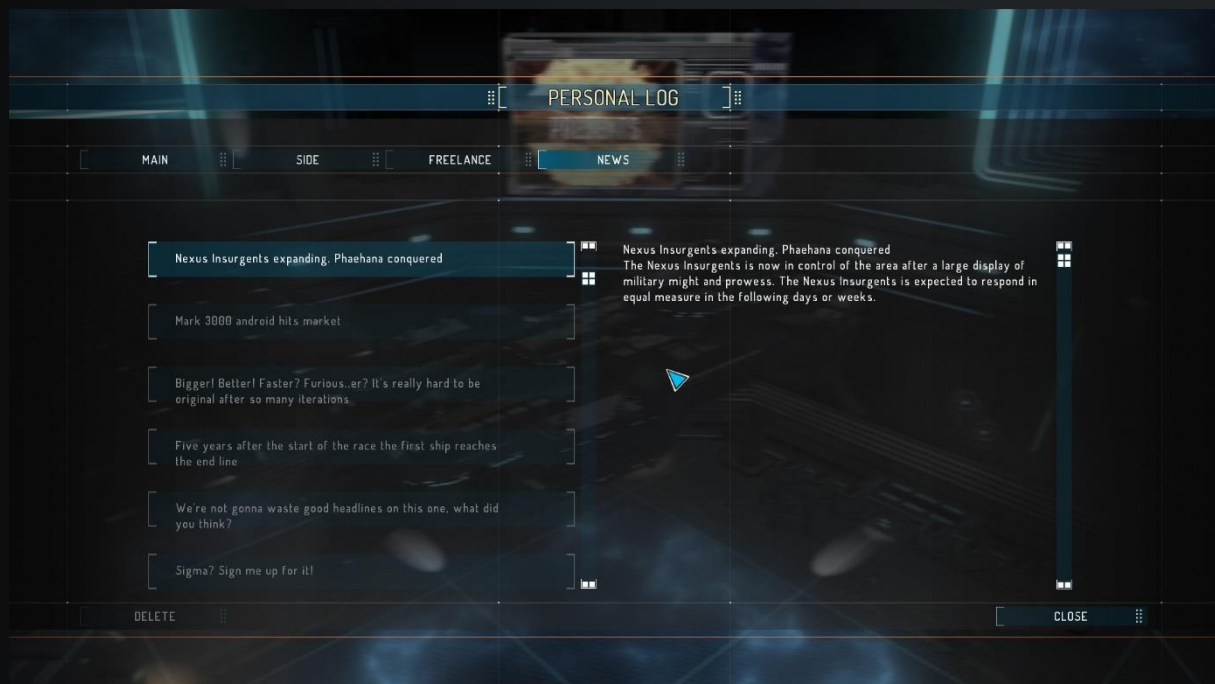 PERSONAL LOG
MAIN
SIDE
FREELANCE
NEWS
Nexus Insurgents expanding. Phaehana conquered
Mark 3000 android hits market
Bigger! Better! Faster? Furious..er? It's really hard to be
original after so many iterations
Five years after the start of the race the first ship reaches
the end line
We're not gonna waste good headlines on this one, what did
you think?
Sigma? Sign me up for it!
Nexus Insurgents expanding. Phaehana conquered
The Nexus Insurgents is now in control of the area after a large display of
military might and prowess. The Nexus Insurgents is expected to respond in
equal measure in the following days or weeks.
DELETE
CLOSE